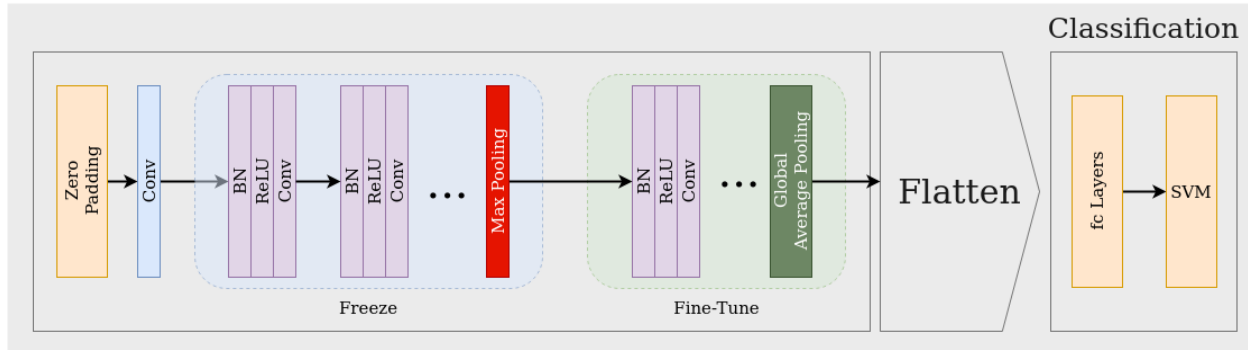 Classification
Zero
Padding
Conv
BN
ReLU
Conv
BN
ReLU
Conv
...
Max Pooling
BN
ReLU
Conv
...
Global
Average Pooling
Flatten
fc Layers
SVM
Freeze
Fine-Tune